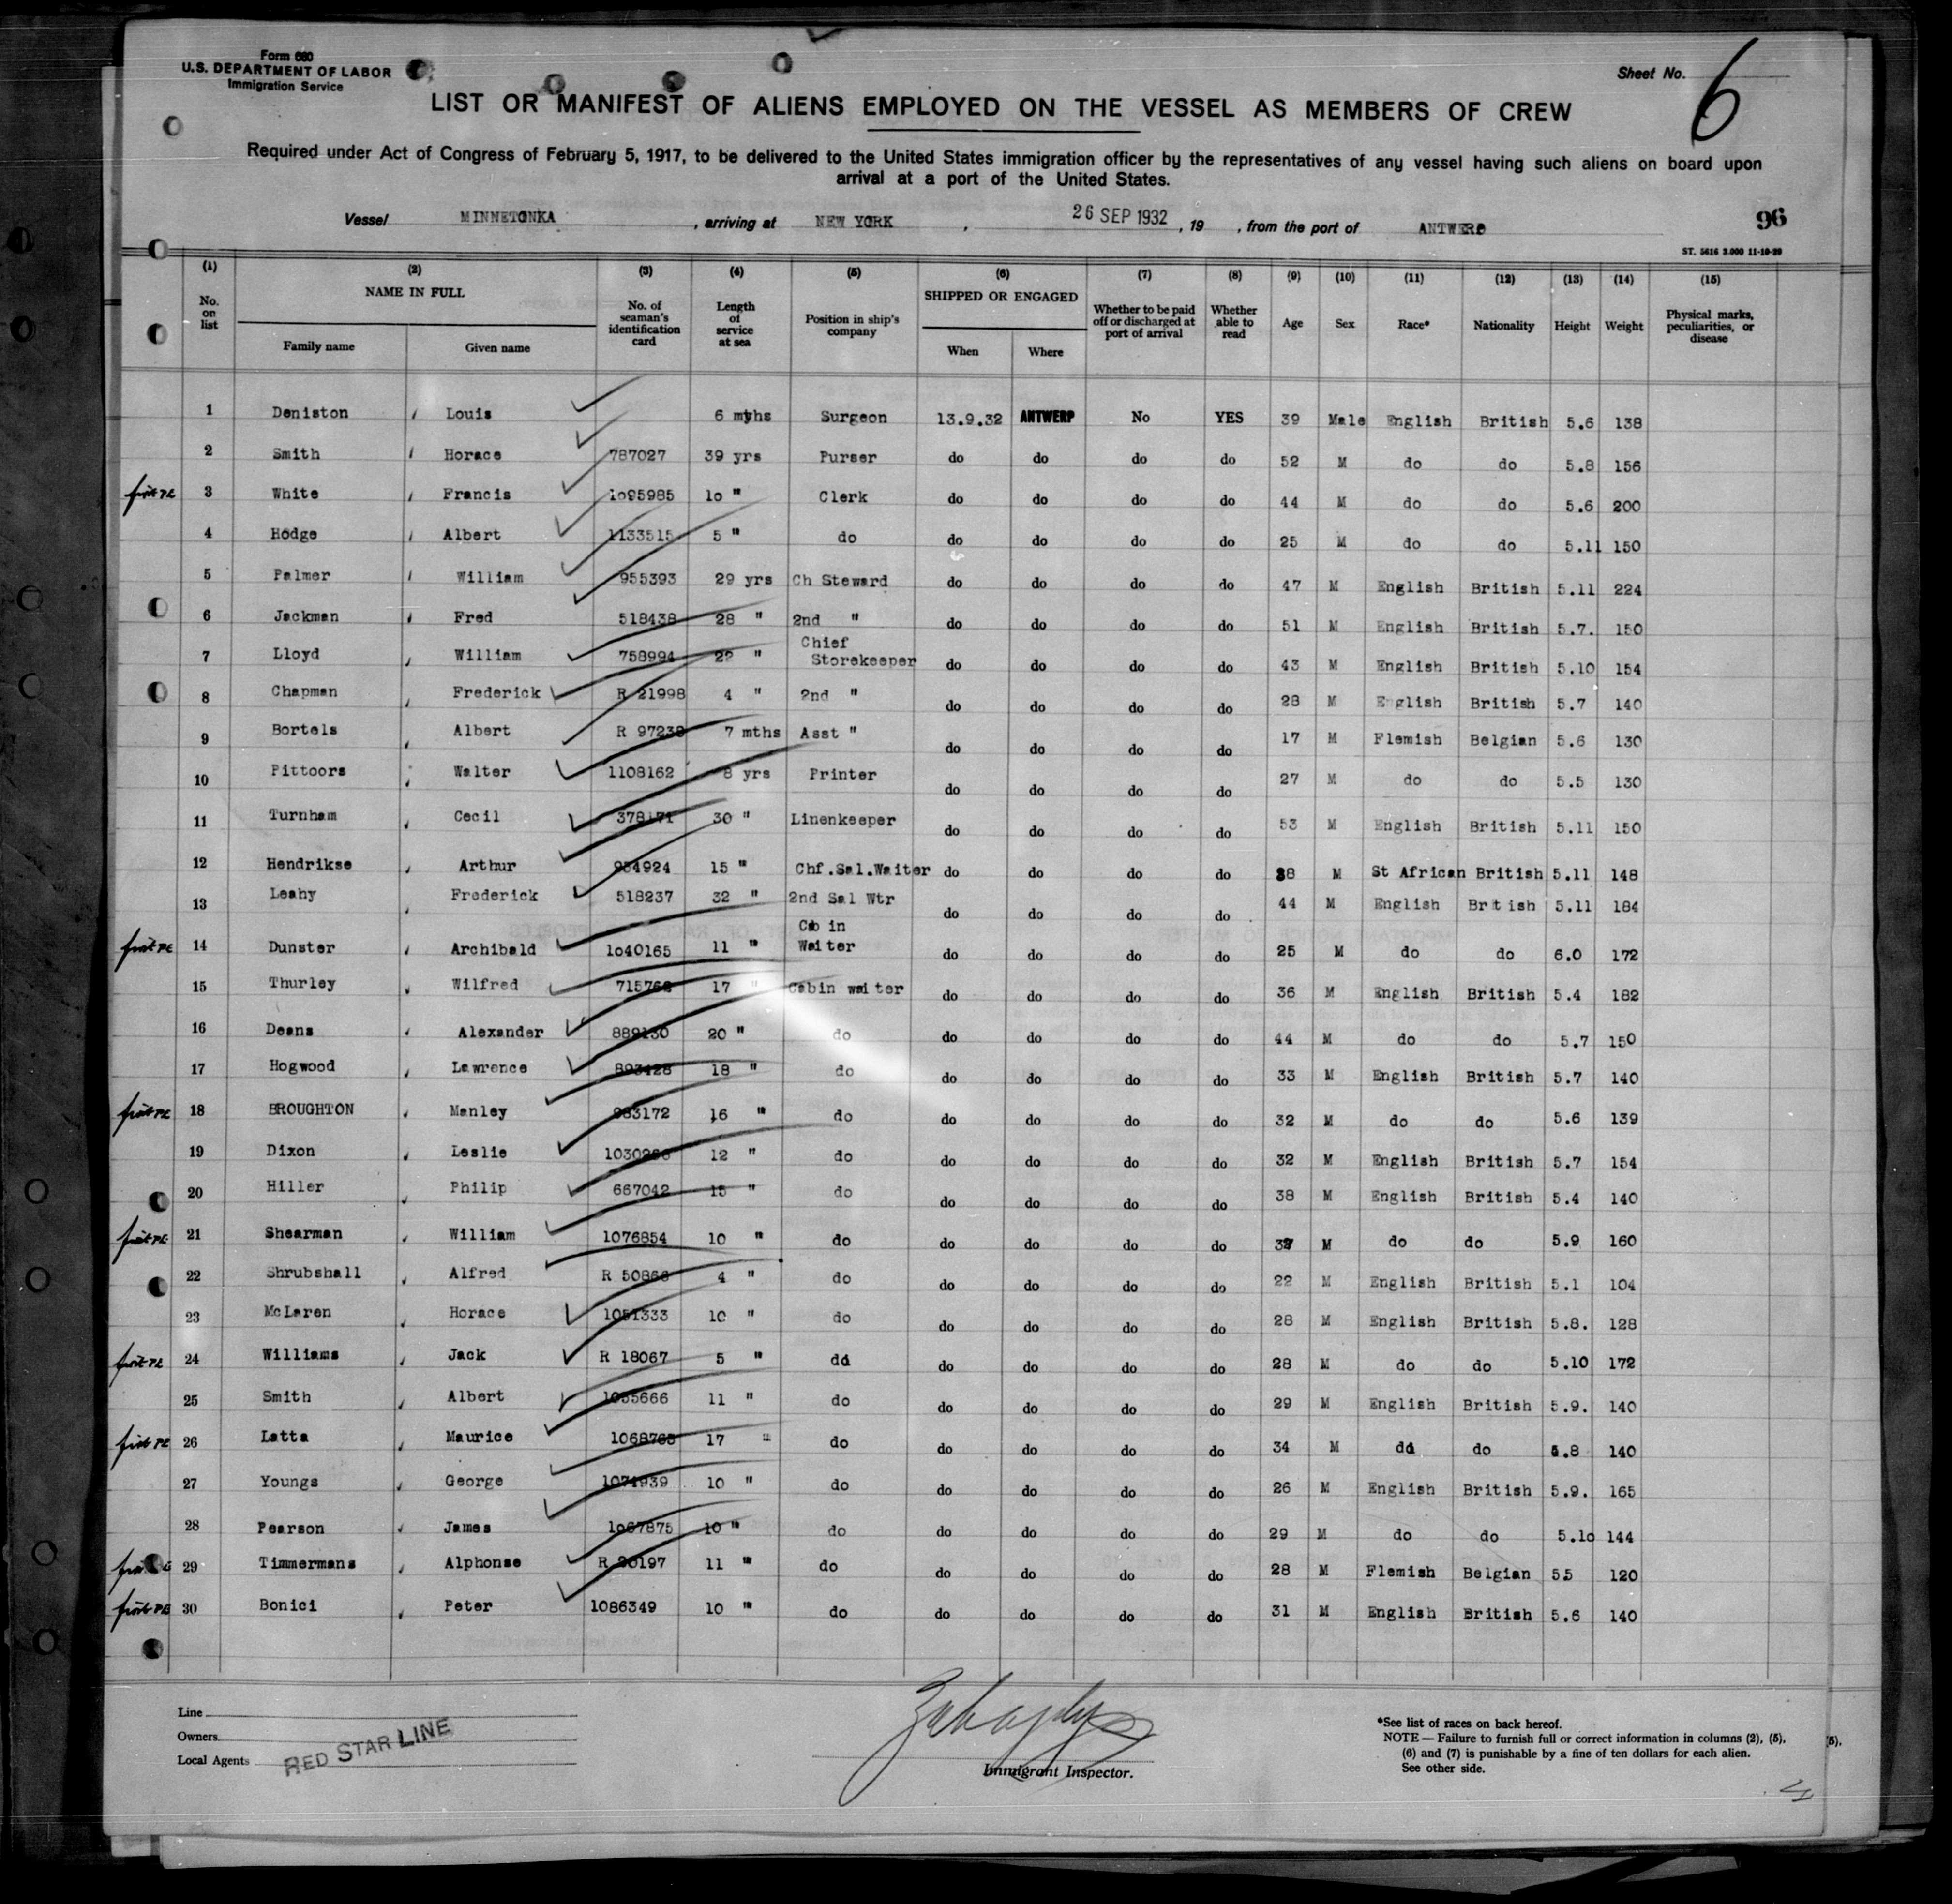 Form 680
U.S. DEPARTMENT OF LABOR
Immigration Service
Sheet No. 6
LIST OR MANIFEST OF ALIENS EMPLOYED ON THE VESSEL AS MEMBERS OF CREW
Required under Act of Congress of February 5, 1917, to be delivered to the United States immigration officer by the representatives of any vessel having such aliens on board upon
arrival at a port of the United States.
Vessel MINNETONKA , arriving at NEW YORK , 26 SEP 1932 , 19 , from the port of ANTWERP
96
ST. 5616 3.000 11-10-29
(1) (2) (3) (4) (5) (6) (7) (8) (9) (10) (11) (12) (13) (14) (15)
No. on list NAME IN FULL Family name Given name No. of seaman's identification card Length of service at sea Position in ship's company SHIPPED OR ENGAGED When Where Whether to be paid off or discharged at port of arrival Whether able to read Age Sex Race* Nationality Height Weight Physical marks, peculiarities, or disease
1 Deniston , Louis 6 mths Surgeon 13.9.32 ANTWERP No YES 39 Male English British 5.6 138
2 Smith , Horace 787027 39 yrs Purser do do do do 52 M do do 5.8 156
3 White , Francis 1o95985 1o " Clerk do do do do 44 M do do 5.6 200
4 Hodge , Albert 1133515 5 " do do do do do 25 M do do 5.11 150
5 Palmer , William 955393 29 yrs Ch Steward do do do do 47 M English British 5.11 224
6 Jackman , Fred 518438 28 " 2nd " do do do do 51 M English British 5.7. 150
7 Lloyd , William 758994 22 " Chief Storekeeper do do do do 43 M English British 5.10 154
8 Chapman , Frederick R 21998 4 " 2nd " do do do do 28 M English British 5.7 140
9 Bortels , Albert R 97238 7 mths Asst " do do do do 17 M Flemish Belgian 5.6 130
10 Pittoors , Walter 1108162 8 yrs Printer do do do do 27 M do do 5.5 130
11 Turnham , Cecil 378171 30 " Linenkeeper do do do do 53 M English British 5.11 150
12 Hendrikse , Arthur 954924 15 " Chf.Sal.Waiter do do do do 38 M St African British 5.11 148
13 Leahy , Frederick 518237 32 " 2nd Sal Wtr do do do do 44 M English British 5.11 184
14 Dunster , Archibald 1o40165 11 " Cabin Waiter do do do do 25 M do do 6.0 172
15 Thurley , Wilfred 715762 17 " Cabin waiter do do do do 36 M English British 5.4 182
16 Deans , Alexander 889130 20 " do do do do do 44 M do do 5.7 150
17 Hogwood , Lawrence 893428 18 " do do do do do 33 M English British 5.7 140
18 BROUGHTON , Manley 983172 16 " do do do do do 32 M do do 5.6 139
19 Dixon , Leslie 12 " do do do do do 32 M English British 5.7 154
20 Hiller , Philip 667042 15 " do do do do do 38 M English British 5.4 140
21 Shearman , William 1076854 10 " do do do do do M do do 5.9 160
22 Shrubshall , Alfred R 50866 4 " do do do do do 22 M English British 5.1 104
23 McLaren , Horace 1051333 10 " do do do do do 28 M English British 5.8. 128
24 Williams , Jack R 18067 5 " do do do do do 28 M do do 5.10 172
25 Smith , Albert 11 " do do do do do 29 M English British 5.9. 140
26 Latta , Maurice 1068765 17 " do do do do do 34 M do do 5.8 140
27 Youngs , George 1074939 10 " do do do do do 26 M English British 5.9. 165
28 Pearson , James 1o67875 10 " do do do do do 29 M do do 5.1o 144
29 Timmermans , Alphonse 11 " do do do do do 28 M Flemish Belgian 55 120
30 Bonici , Peter 1086349 10 " do do do do do 31 M English British 5.6 140
Line
Owners
Local Agents RED STAR LINE
Immigrant Inspector.
*See list of races on back hereof.
NOTE — Failure to furnish full or correct information in columns (2), (5),
(6) and (7) is punishable by a fine of ten dollars for each alien.
See other side.
(5),